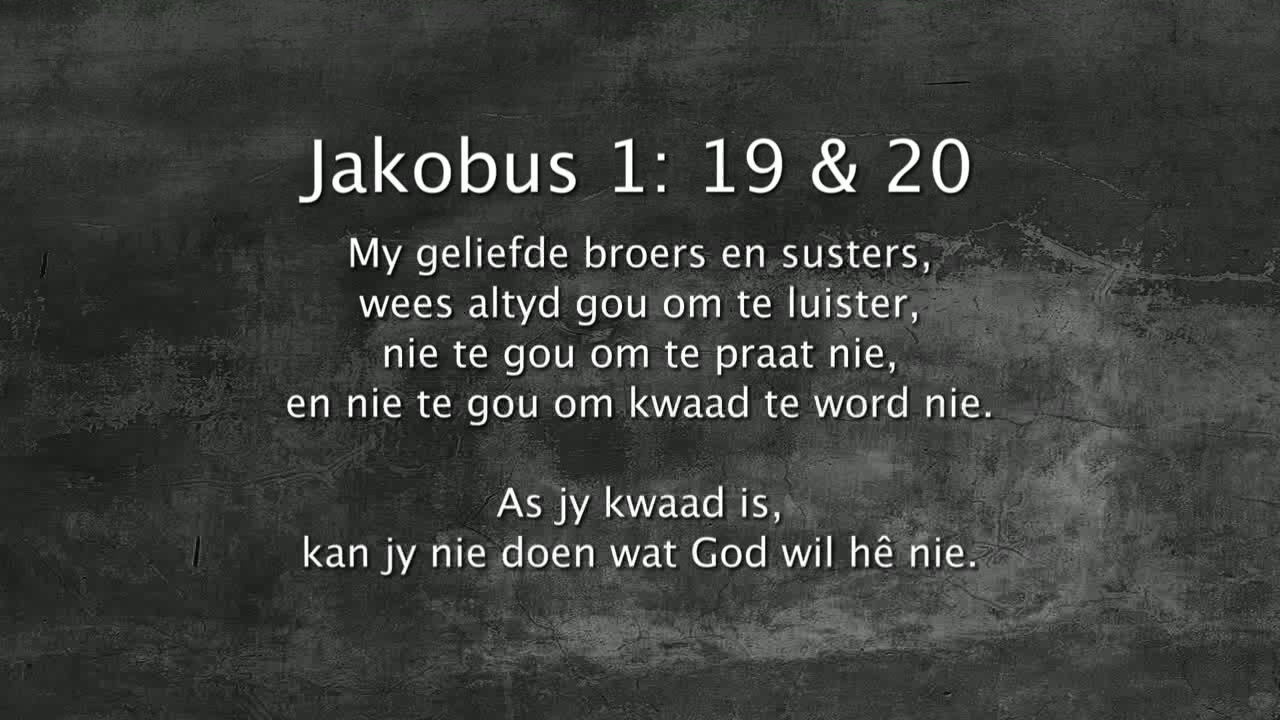 Jakobus 1: 19 & 20
My geliefde broers en susters,
wees altyd gou om te luister,
nie te gou om te praat nie,
en nie te gou om kwaad te word nie.
As jy kwaad is,
kan jy nie doen wat God wil hê nie.